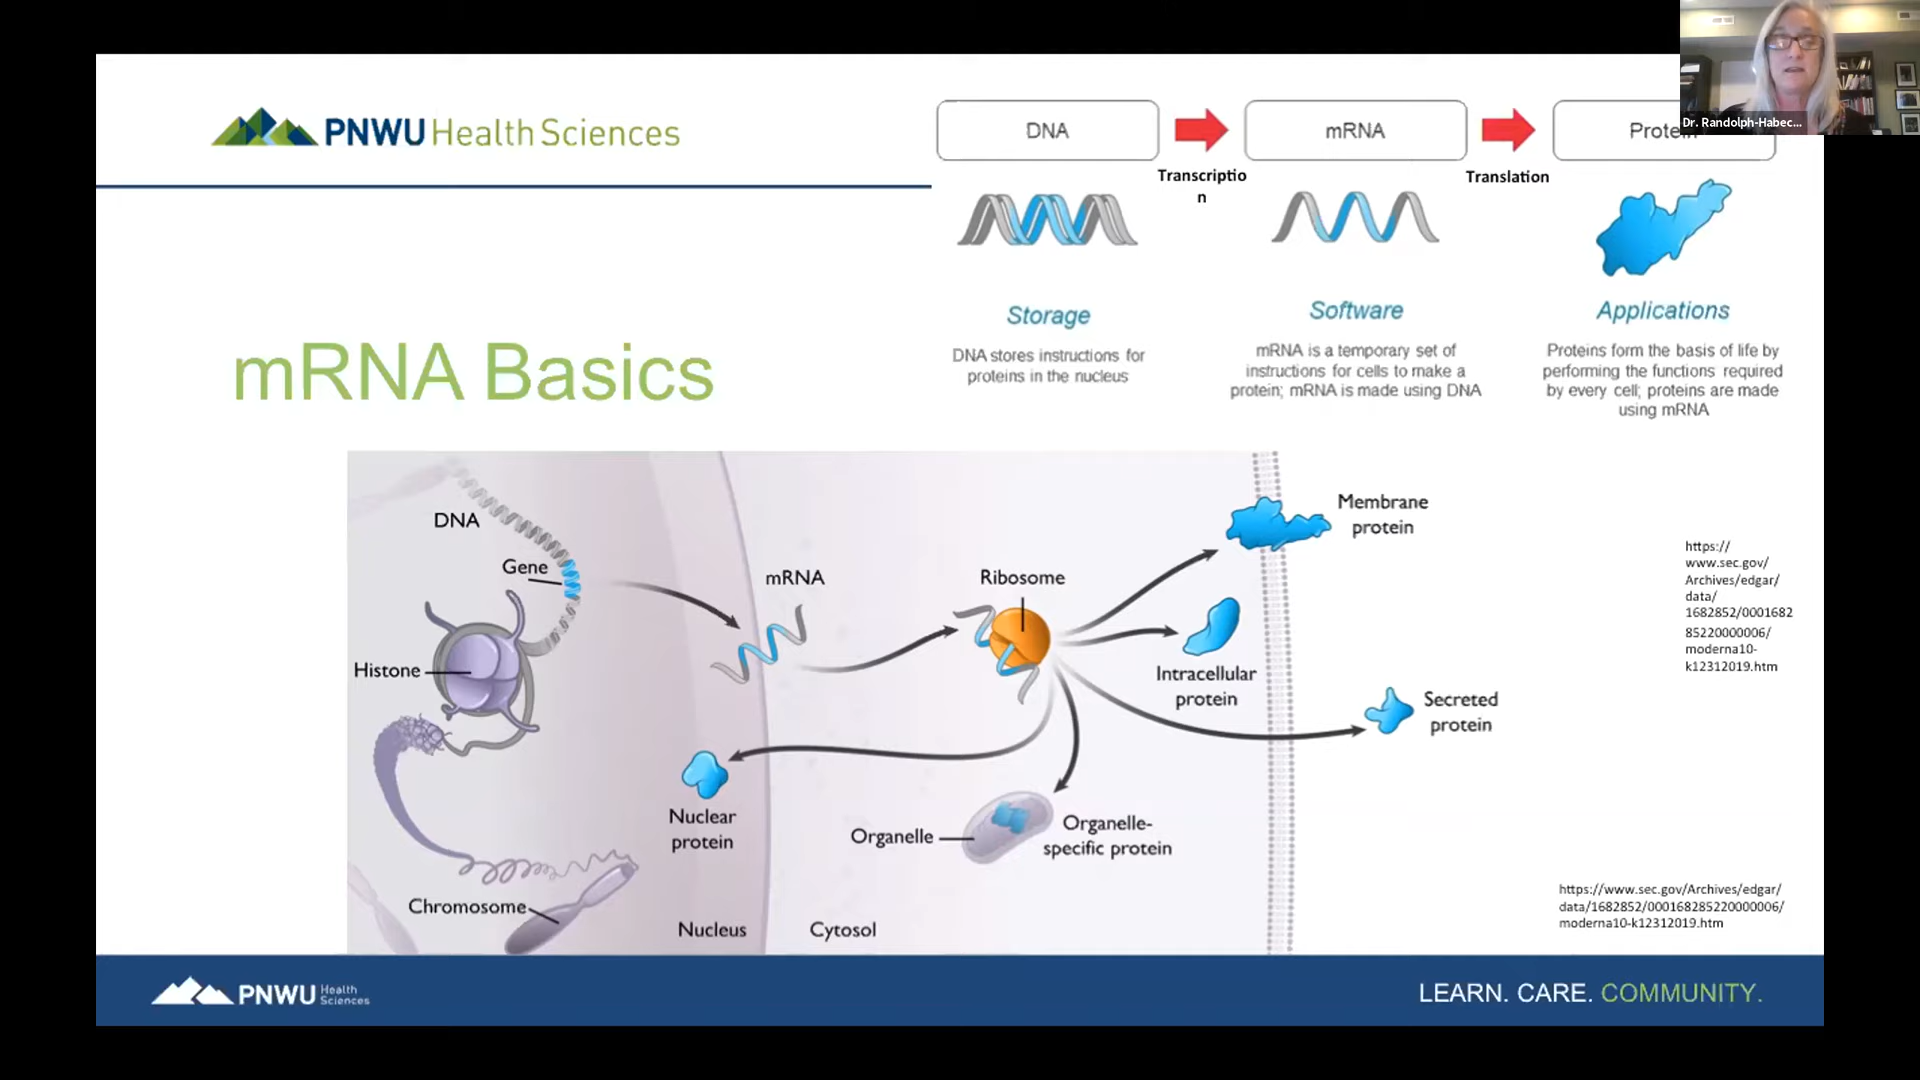 PNWU Health Sciences
DNA
mRNA
Protein
Dr. Randolph-Habec...
Transcriptio
n
Translation
Storage
DNA stores instructions for
proteins in the nucleus
Software
mRNA is a temporary set of
instructions for cells to make a
protein; mRNA is made using DNA
Applications
Proteins form the basis of life by
performing the functions required
by every cell; proteins are made
using mRNA
mRNA Basics
DNA
Gene
Histone
Chromosome
mRNA
Ribosome
Membrane
protein
Intracellular
protein
Secreted
protein
Nuclear
protein
Organelle
Organelle-
specific protein
Nucleus
Cytosol
https://
www.sec.gov/
Archives/edgar/
data/
1682852/0001682
85220000006/
moderna10-
k12312019.htm
https://www.sec.gov/Archives/edgar/
data/1682852/000168285220000006/
moderna10-k12312019.htm
PNWU Health
Sciences
LEARN. CARE. COMMUNITY.